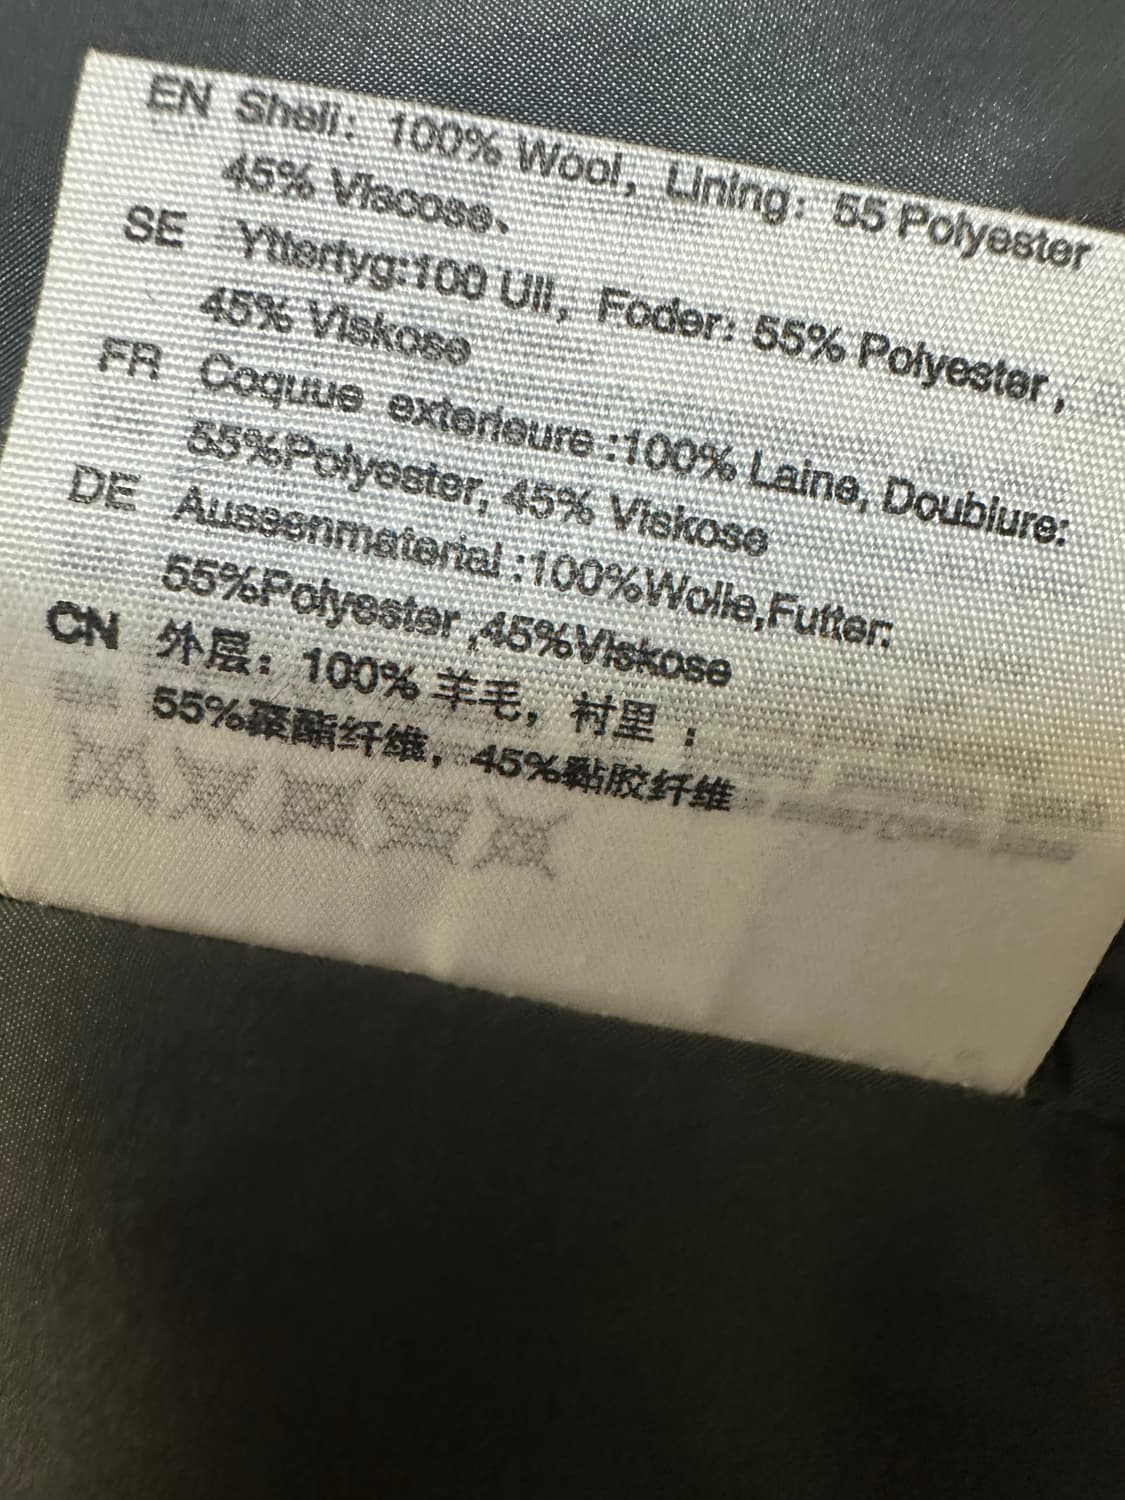 EN Shell: 100% Wool, Lining: 55 Polyester
45% Viscose、
SE Yttertyg:100 Ull, Foder: 55% Polyester,
45% Viskose
FR Coquue exterieure :100% Laine, Doublure:
55%Polyester, 45% Viskose
DE Aussenmaterial :100%Wolle,Futter:
55%Polyester ,45%Viskose
CN 外层：100% 羊毛，衬里 ：
55%聚酯纤维，45%黏胶纤维